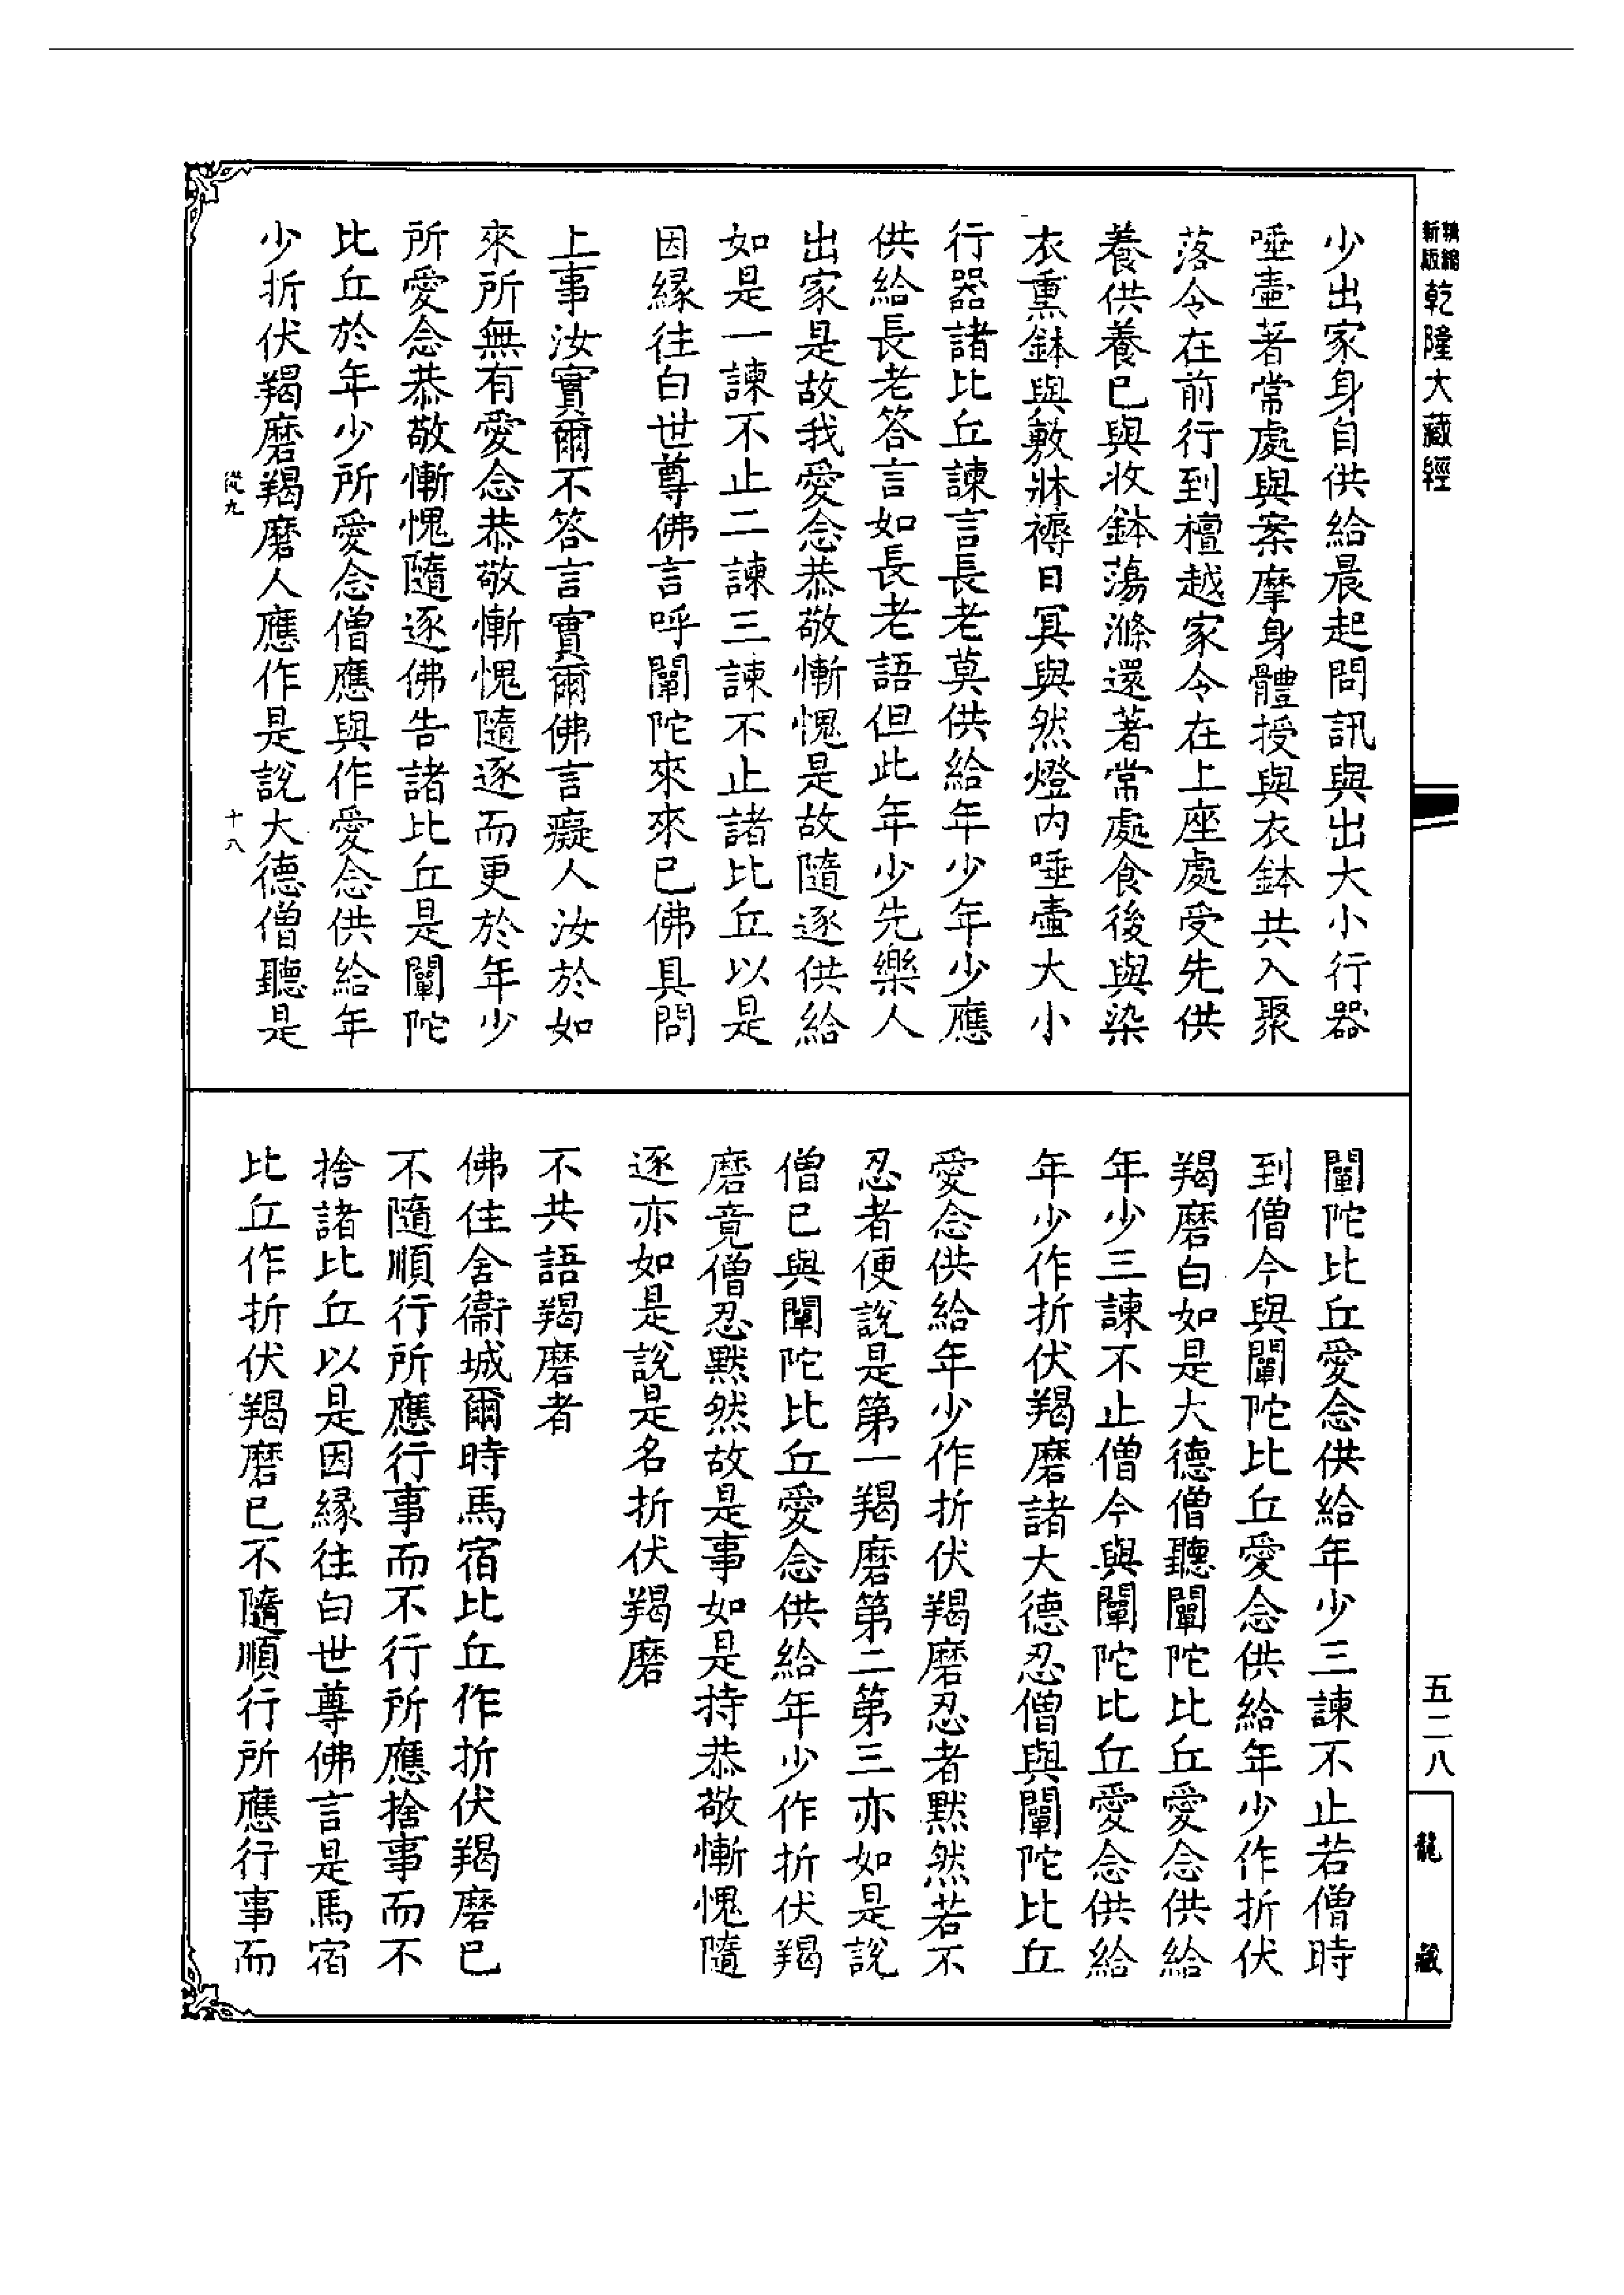 新版
乾隆大藏經
少出家身自供給晨起問訊與出大小行器
唾壷著常處與案摩身體授與衣鉢共入聚
落令在前行到檀越家令在上座處受先供
養供養已與收鉢蕩滌還著常處食後與染
衣熏鉢與敷牀褥日冥與然燈内唾壷大小
行器諸比丘諫言長老莫供給年少年少應
供給長老答言如長老語但此年少先樂人
出家是故我愛念恭敬慚愧是故隨逐供給
如是一諫不止二諫三諫不止諸比丘以是
因縁往白世尊佛言呼闡陀來來已佛具問
上事汝實爾不答言實爾佛言癡人汝於如
來所無有愛念恭敬慚愧隨逐而更於年少
所愛念恭敬慚愧隨逐佛告諸比丘是闡陀
比丘於年少所愛念僧應與作愛念供給年
少折伏羯磨羯磨人應作是説大德僧聽是
從九
十八
闡陀比丘愛念供給年少三諫不止若僧時
到僧今與闡陀比丘愛念供給年少作折伏
羯磨白如是大德僧聽闡陀比丘愛念供給
年少三諫不止僧今與闡陀比丘愛念供給
年少作折伏羯磨諸大德忍僧與闡陀比丘
愛念供給年少作折伏羯磨忍者默然若不
忍者便説是第一羯磨第二第三亦如是説
僧已與闡陀比丘愛念供給年少作折伏羯
磨竟僧忍默然故是事如是持恭敬慚愧隨
逐亦如是説是名折伏羯磨
不共語羯磨者
佛住舍衞城爾時馬宿比丘作折伏羯磨已
不隨順行所應行事而不行所應捨事而不
捨諸比丘以是因縁往白世尊佛言是馬宿
比丘作折伏羯磨已不隨順行所應行事而
五二八
龍藏